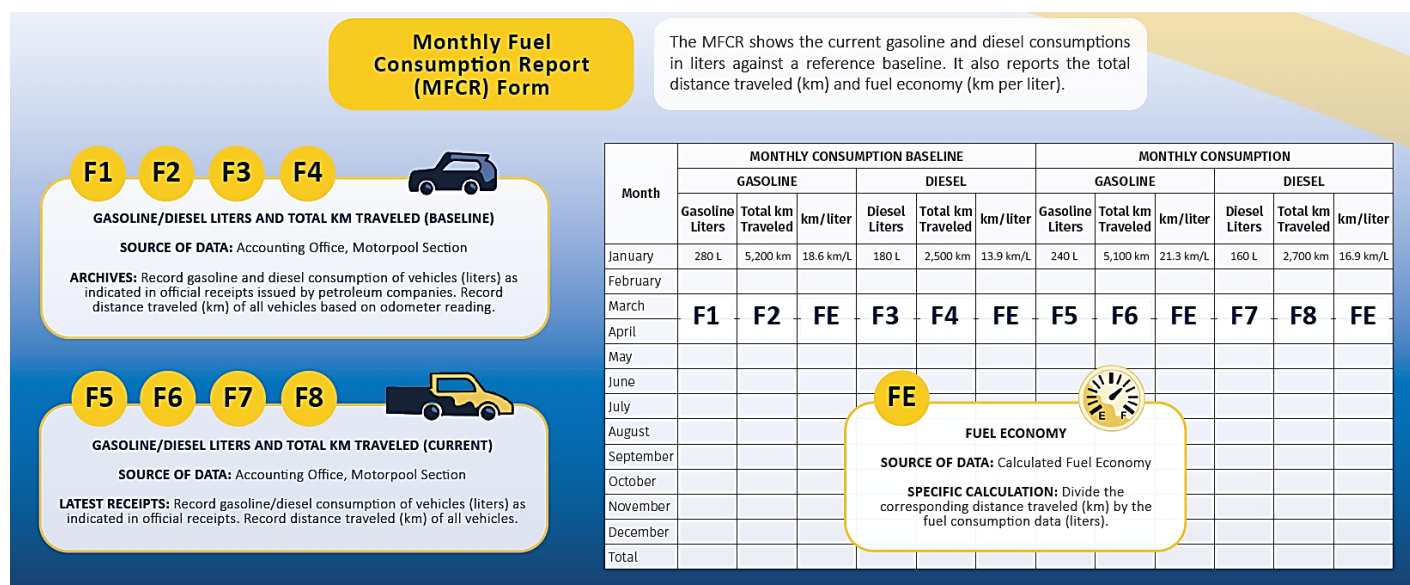 Monthly Fuel
Consumption Report
(MFCR) Form
The MFCR shows the current gasoline and diesel consumptions
in liters against a reference baseline. It also reports the total
distance traveled (km) and fuel economy (km per liter).
F1 F2 F3 F4
GASOLINE/DIESEL LITERS AND TOTAL KM TRAVELED (BASELINE)
SOURCE OF DATA: Accounting Office, Motorpool Section
ARCHIVES: Record gasoline and diesel consumption of vehicles (liters) as
indicated in official receipts issued by petroleum companies. Record
distance traveled (km) of all vehicles based on odometer reading.
F5 F6 F7 F8
GASOLINE/DIESEL LITERS AND TOTAL KM TRAVELED (CURRENT)
SOURCE OF DATA: Accounting Office, Motorpool Section
LATEST RECEIPTS: Record gasoline/diesel consumption of vehicles (liters) as
indicated in official receipts. Record distance traveled (km) of all vehicles.
Month
MONTHLY CONSUMPTION BASELINE MONTHLY CONSUMPTION
GASOLINE DIESEL GASOLINE DIESEL
Gasoline Liters Total km Traveled km/liter Diesel Liters Total km Traveled km/liter Gasoline Liters Total km Traveled km/liter Diesel Liters Total km Traveled km/liter
January 280 L 5,200 km 18.6 km/L 180 L 2,500 km 13.9 km/L 240 L 5,100 km 21.3 km/L 160 L 2,700 km 16.9 km/L
February
March
F1 F2 FE F3 F4 FE F5 F6 FE F7 F8 FE
April
May
June
July
August
September
October
November
December
Total
FE
E F
FUEL ECONOMY
SOURCE OF DATA: Calculated Fuel Economy
SPECIFIC CALCULATION: Divide the
corresponding distance traveled (km) by the
fuel consumption data (liters).